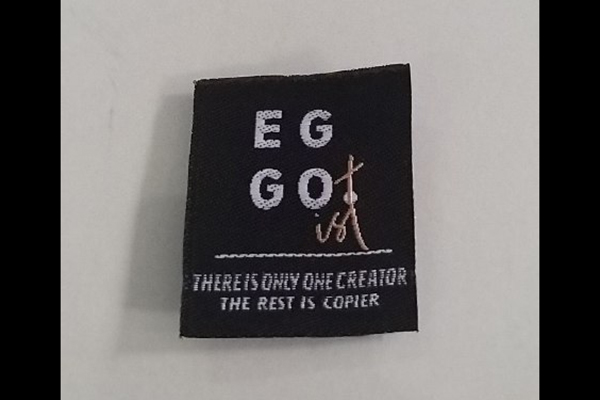 EG
GO.
ist
THERE IS ONLY ONE CREATOR
THE REST IS COPIER